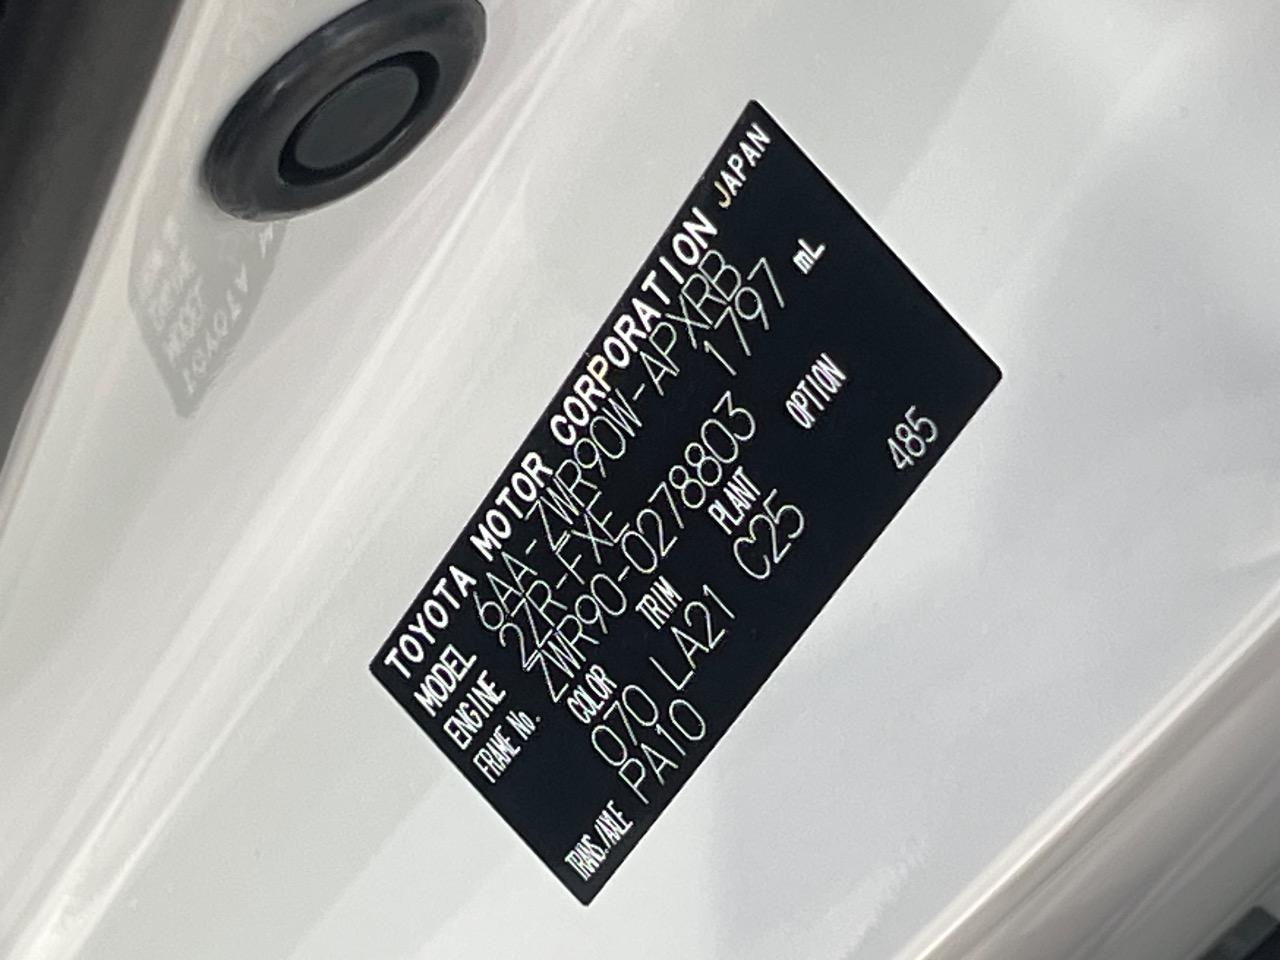 TOYOTA MOTOR CORPORATION JAPAN
MODEL 6AA-ZWR90W-APXRB
ENGINE 2ZR-FXE 1797 mL
FRAME No. ZWR90-0278803
COLOR TRIM PLANT OPTION
070 LA21 C25
TRANS./AXLE PA10 485